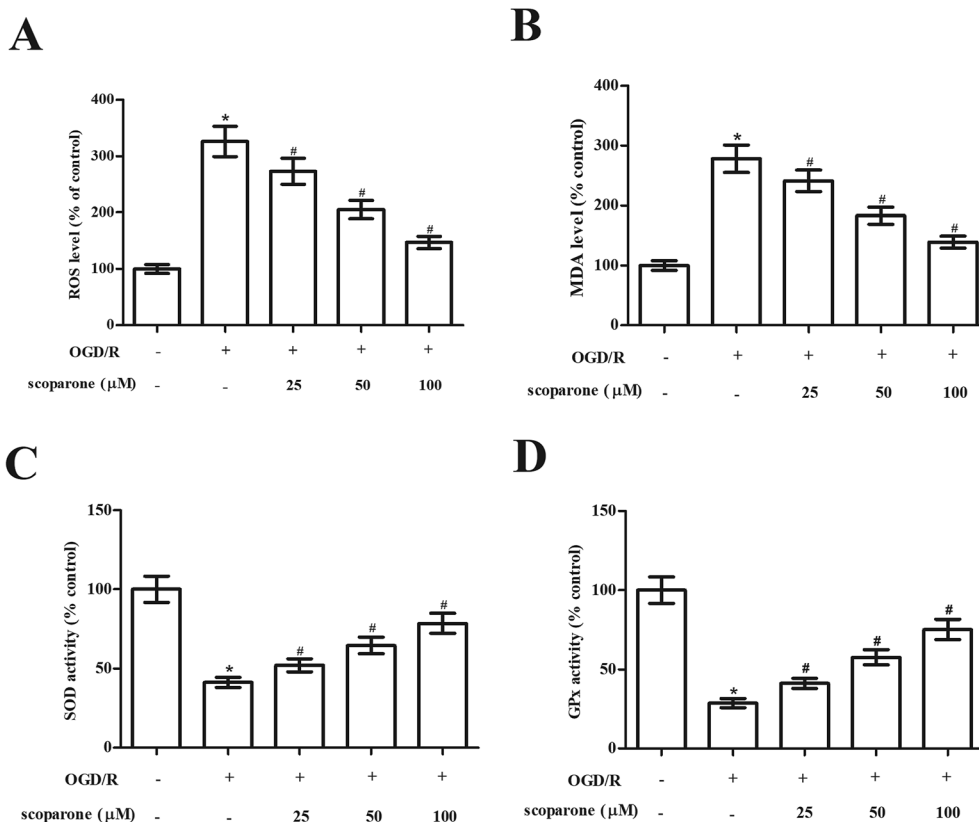 A
ROS level (% of control)
400
300
200
100
0
*
#
#
#
OGD/R - + + + +
scoparone (μM) - - 25 50 100
B
MDA level (% control)
400
300
200
100
0
*
#
#
#
OGD/R - + + + +
scoparone (μM) - - 25 50 100
C
SOD activity (% control)
150
100
50
0
*
#
#
#
OGD/R - + + + +
scoparone (μM) - - 25 50 100
D
GPx activity (% control)
150
100
50
0
*
#
#
#
OGD/R - + + + +
scoparone (μM) - - 25 50 100